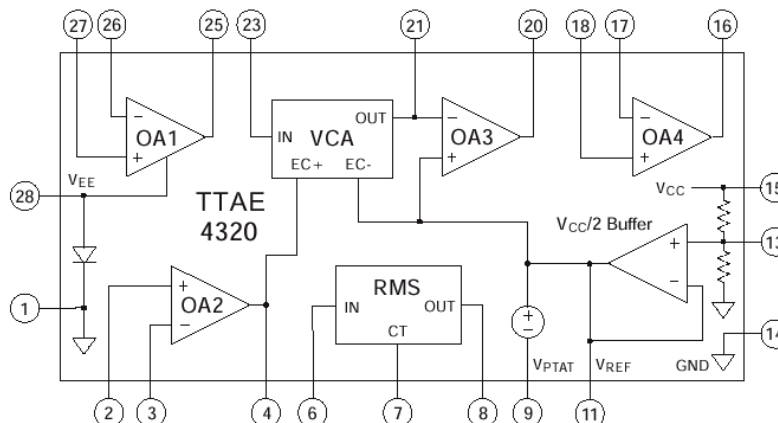 27
26
25
23
21
20
18
17
16
OA1
IN
VCA
OUT
EC+
EC-
OA3
OA4
28
VEE
VCC
15
TTAE
4320
VCC/2 Buffer
13
1
OA2
RMS
IN
OUT
CT
14
VPTAT
VREF
GND
2
3
4
6
7
8
9
11